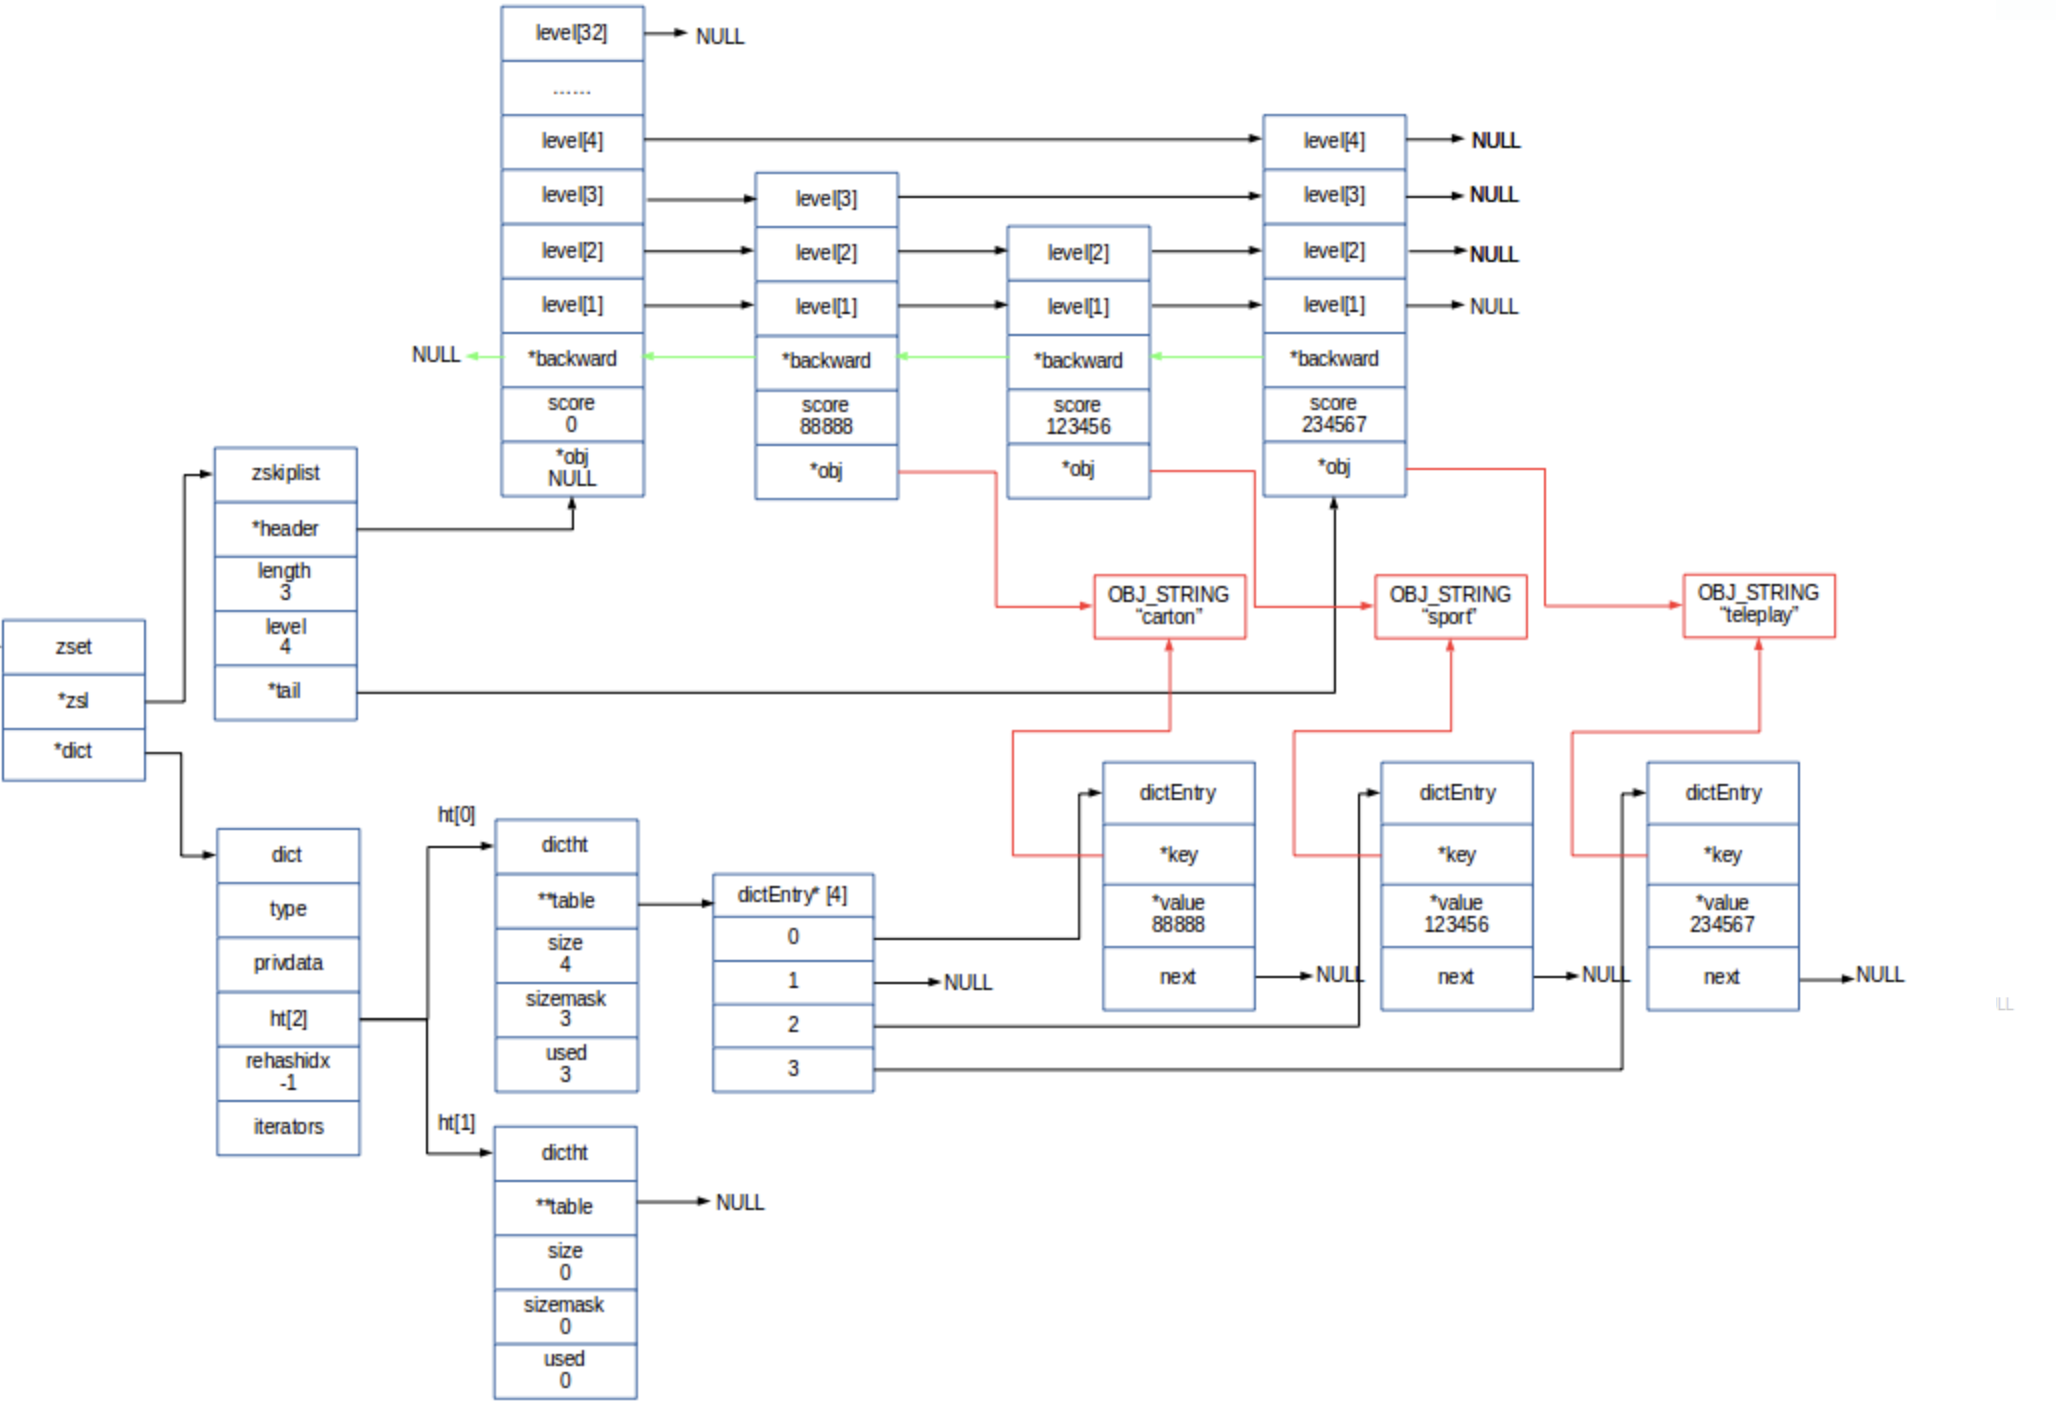 level[32]
NULL
......
level[4]
level[3]
level[2]
level[1]
NULL
*backward
score
0
*obj
NULL
level[3]
level[2]
level[1]
*backward
score
88888
*obj
level[2]
level[1]
*backward
score
123456
*obj
level[4]
NULL
level[3]
NULL
level[2]
NULL
level[1]
NULL
*backward
score
234567
*obj
zskiplist
*header
length
3
level
4
*tail
zset
*zsl
*dict
OBJ_STRING
“carton”
OBJ_STRING
“sport”
OBJ_STRING
“teleplay”
dict
type
privdata
ht[2]
rehashidx
-1
iterators
ht[0]
dictht
**table
size
4
sizemask
3
used
3
dictEntry* [4]
0
1
NULL
2
3
dictEntry
*key
*value
88888
next
NULL
dictEntry
*key
*value
123456
next
NULL
dictEntry
*key
*value
234567
next
NULL
LL
ht[1]
dictht
**table
NULL
size
0
sizemask
0
used
0